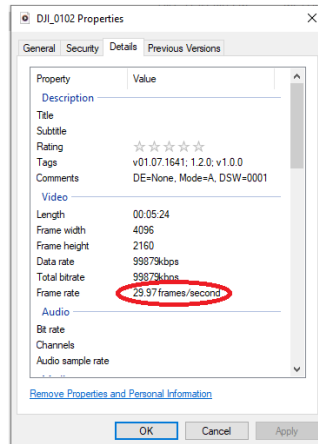 DJI_0102 Properties
General Security Details Previous Versions
Property Value
Description
Title
Subtitle
Rating
Tags v01.07.1641; 1.2.0; v1.0.0
Comments DE=None, Mode=A, DSW=0001
Video
Length 00:05:24
Frame width 4096
Frame height 2160
Data rate 99879kbps
Total bitrate 99879kbps
Frame rate 29.97 frames/second
Audio
Bit rate
Channels
Audio sample rate
Remove Properties and Personal Information
OK Cancel Apply